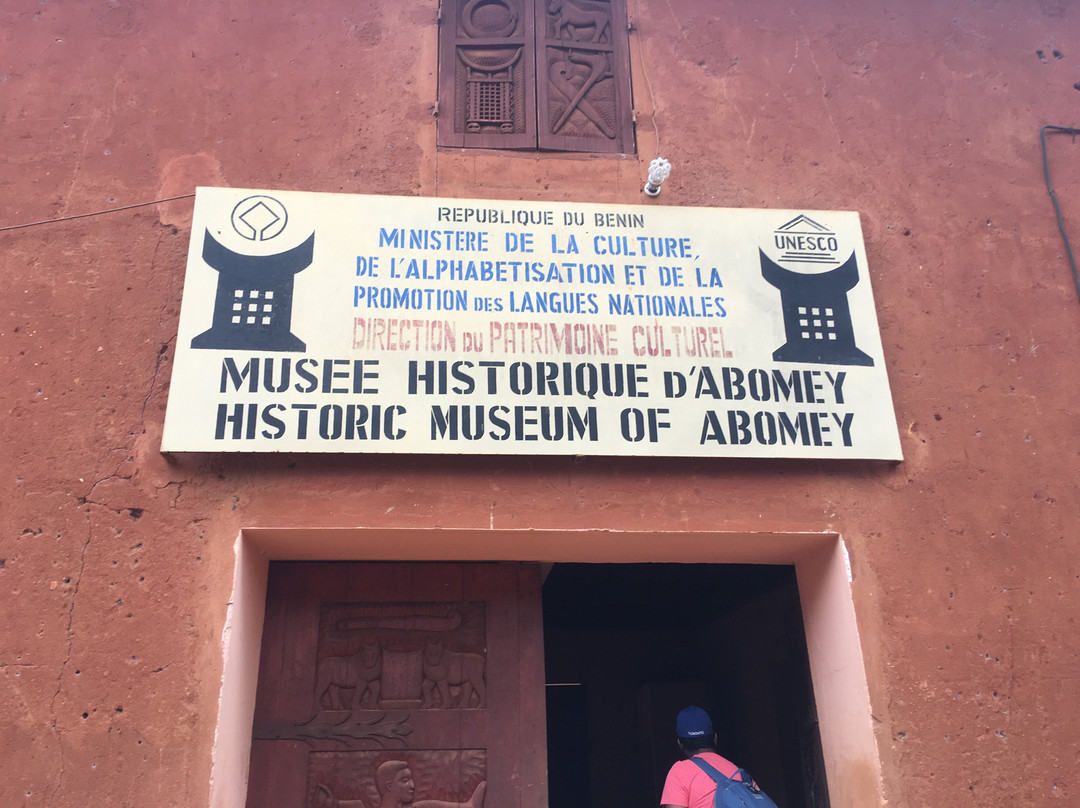 REPUBLIQUE DU BENIN
MINISTERE DE LA CULTURE,
DE L'ALPHABETISATION ET DE LA
PROMOTION DES LANGUES NATIONALES
DIRECTION DU PATRIMOINE CULTUREL
MUSEE HISTORIQUE D'ABOMEY
HISTORIC MUSEUM OF ABOMEY
UNESCO
TORONTO